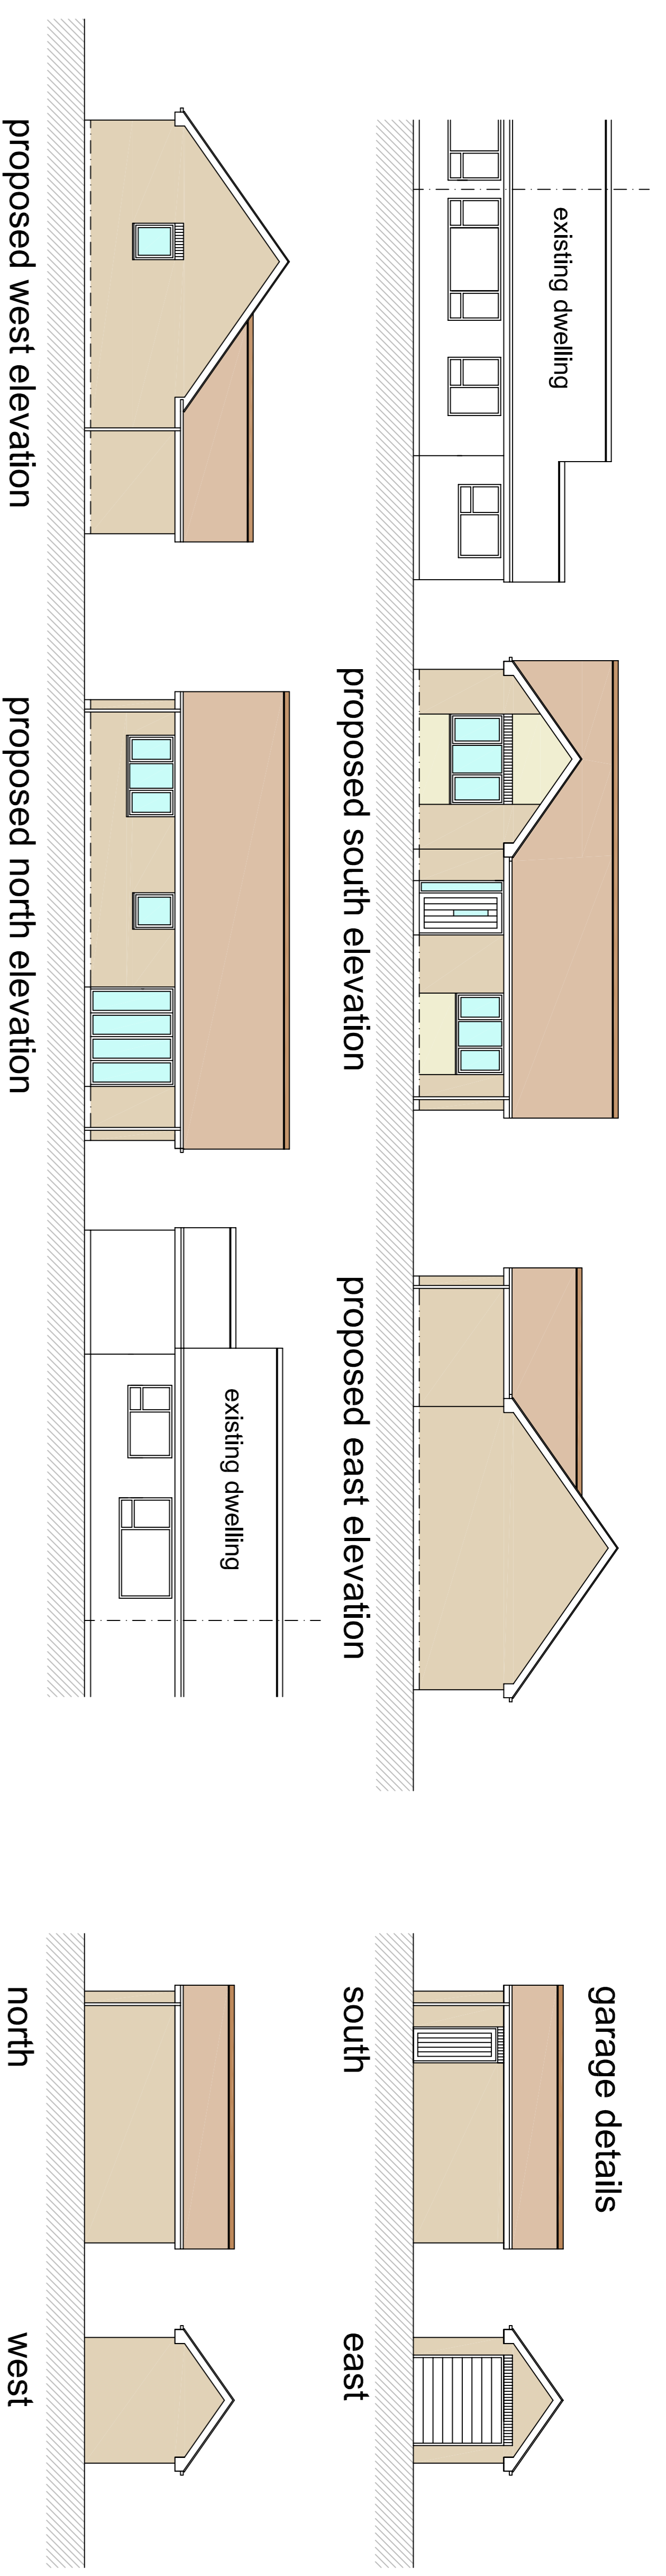 existing dwelling
proposed south elevation
proposed east elevation
garage details
south
east
proposed west elevation
proposed north elevation
existing dwelling
north
west